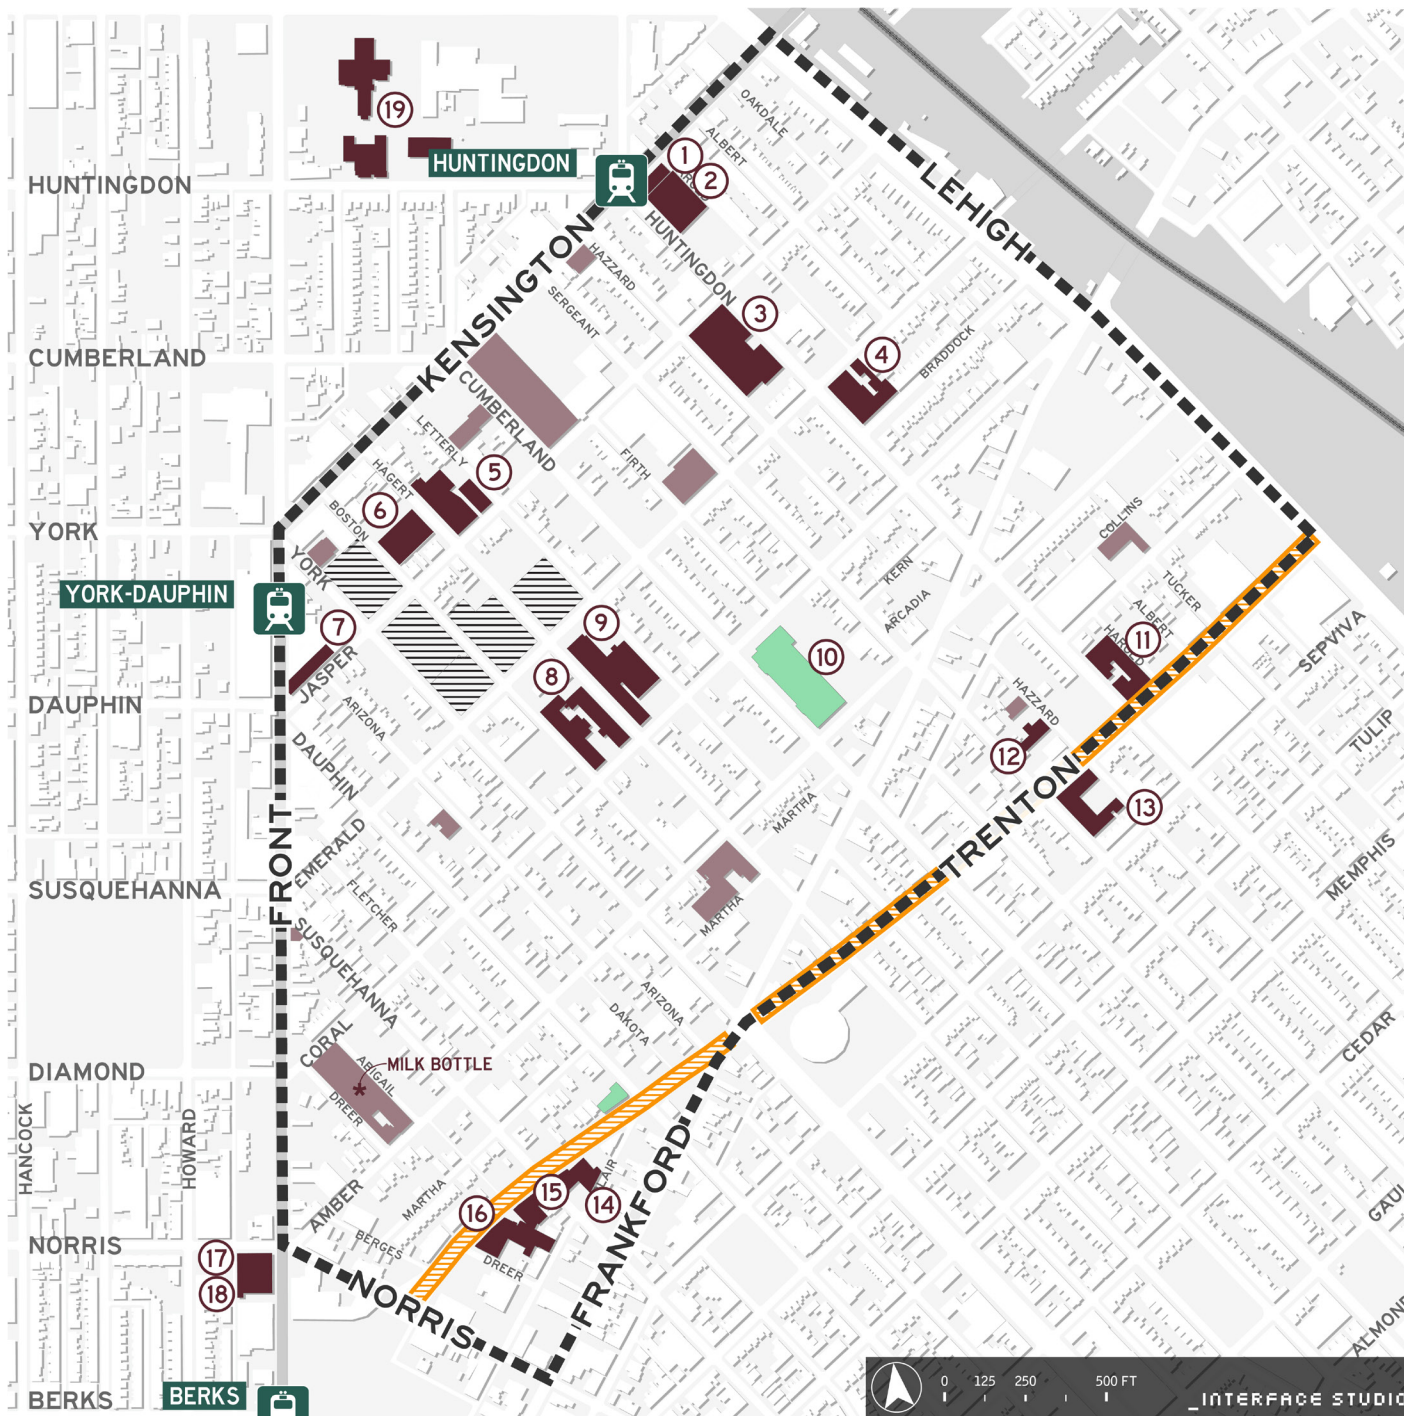 OAKDALE
19
ALBERT
1
2
HUNTINGDON
HUNTINGDON
LEHIGH
HUNTINGDON
KENSINGTON
HAZZARD
SERGEANT
3
4
BRADDOCK
CUMBERLAND
CUMBERLAND
LETTERLY
HAGERT
5
FIRTH
6
BOSTON
YORK
YORK
COLLINS
KERN
TUCKER
ARCADIA
ALBERT
YORK-DAUPHIN
7
9
10
11
SEPVIVA
JASPER
8
HAZZARD
DAUPHIN
ARIZONA
TULIP
DAUPHIN
12
TRENTON
13
MARTHA
FRONT
EMERALD
MEMPHIS
SUSQUEHANNA
FLETCHER
MARTHA
SUSQUEHANNA
ARIZONA
DAKOTA
CEDAR
CORAL
ABIGAIL
MILK BOTTLE
DIAMOND
DREER
HANCOCK
HOWARD
FRANKFORD
AMBER
MARTHA
16
15
14
NORRIS
BERGES
DREER
17
18
NORRIS
BERKS
BERKS
0 125 250 500 FT
_INTERFACE STUDIO